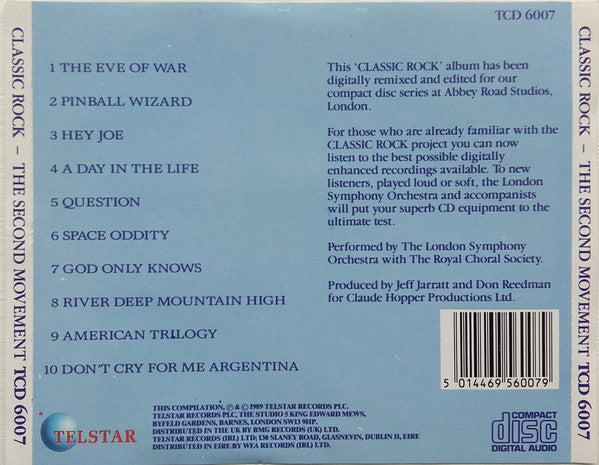 TCD 6007
CLASSIC ROCK – THE SECOND MOVEMENT TCD 6007
1 THE EVE OF WAR
2 PINBALL WIZARD
3 HEY JOE
4 A DAY IN THE LIFE
5 QUESTION
6 SPACE ODDITY
7 GOD ONLY KNOWS
8 RIVER DEEP MOUNTAIN HIGH
9 AMERICAN TRILOGY
10 DON'T CRY FOR ME ARGENTINA
This 'CLASSIC ROCK' album has been
digitally remixed and edited for our
compact disc series at Abbey Road Studios,
London.
For those who are already familiar with the
CLASSIC ROCK project you can now
listen to the best possible digitally
enhanced recordings available. To new
listeners, played loud or soft, the London
Symphony Orchestra and accompanists
will put your superb CD equipment to the
ultimate test.
Performed by The London Symphony
Orchestra with The Royal Choral Society.
Produced by Jeff Jarratt and Don Reedman
for Claude Hopper Productions Ltd.
5 014469 560079
TELSTAR
THIS COMPILATION, ℗ & © 1989 TELSTAR RECORDS PLC.
TELSTAR RECORDS PLC, THE STUDIO 5 KING EDWARD MEWS,
BYFELD GARDENS, BARNES, LONDON SW13 9HP.
DISTRIBUTED IN THE UK BY BMG RECORDS (UK) LTD.
TELSTAR RECORDS (IRL) LTD; 130 SLANEY ROAD, GLASNEVIN, DUBLIN 11, EIRE
DISTRIBUTED IN EIRE BY WEA RECORDS (IRL) LTD.
COMPACT
disc
DIGITAL AUDIO
CLASSIC ROCK – THE SECOND MOVEMENT TCD 6007